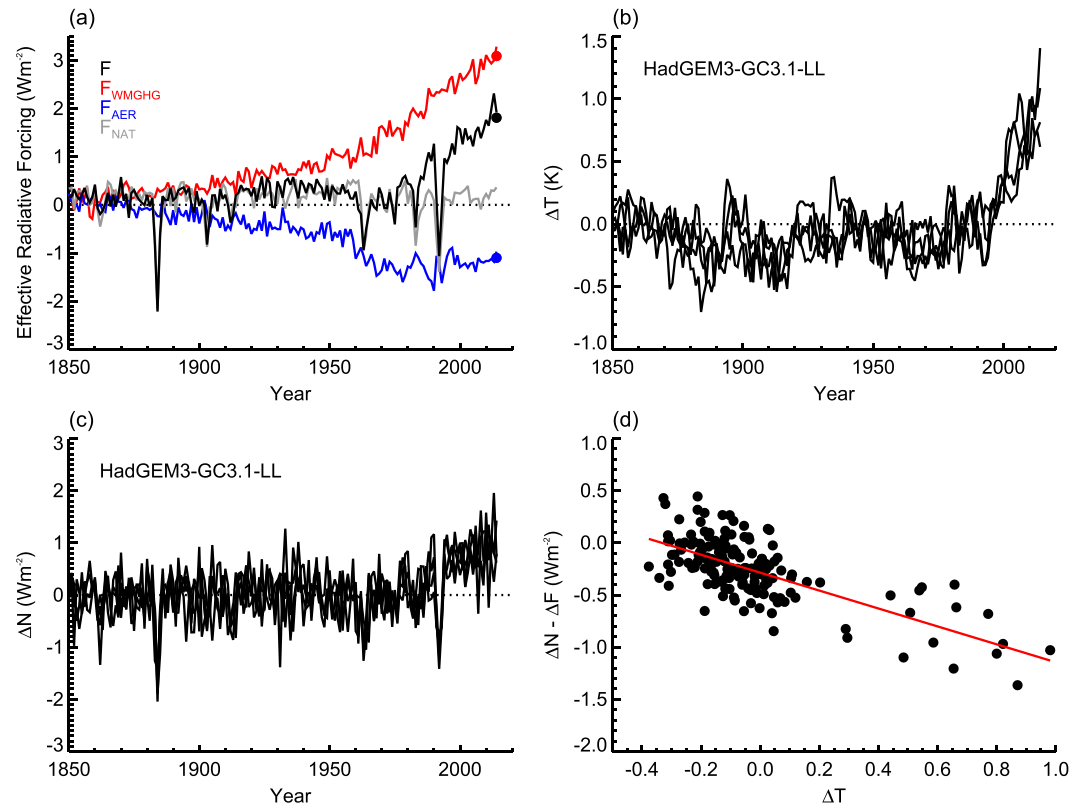 (a)
Effective Radiative Forcing (Wm-2)
3
2
1
0
-1
-2
-3
F
FWMGHG
FAER
FNAT
1850
1900
1950
2000
Year
(b)
ΔT (K)
1.5
1.0
0.5
0.0
-0.5
-1.0
HadGEM3-GC3.1-LL
1850
1900
1950
2000
Year
(c)
ΔN (Wm-2)
3
2
1
0
-1
-2
-3
HadGEM3-GC3.1-LL
1850
1900
1950
2000
Year
(d)
ΔN - ΔF (Wm-2)
1.0
0.5
0.0
-0.5
-1.0
-1.5
-2.0
-0.4
-0.2
0.0
0.2
0.4
0.6
0.8
1.0
ΔT